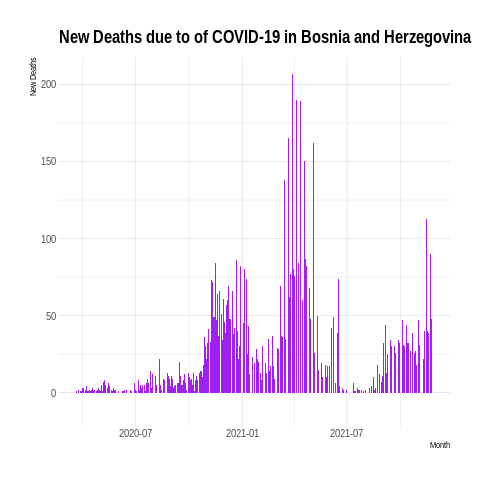 New Deaths due to of COVID-19 in Bosnia and Herzegovina
New Deaths
200
150
100
50
0
2020-07
2021-01
2021-07
Month